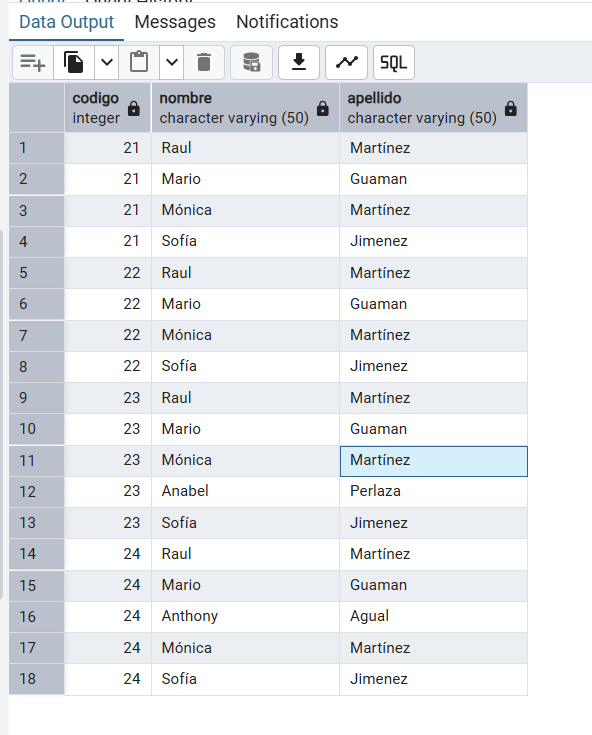 Data Output Messages Notifications
SQL
codigo nombre apellido
integer character varying (50) character varying (50)
1 21 Raul Martínez
2 21 Mario Guaman
3 21 Mónica Martínez
4 21 Sofía Jimenez
5 22 Raul Martínez
6 22 Mario Guaman
7 22 Mónica Martínez
8 22 Sofía Jimenez
9 23 Raul Martínez
10 23 Mario Guaman
11 23 Mónica Martínez
12 23 Anabel Perlaza
13 23 Sofía Jimenez
14 24 Raul Martínez
15 24 Mario Guaman
16 24 Anthony Agual
17 24 Mónica Martínez
18 24 Sofía Jimenez